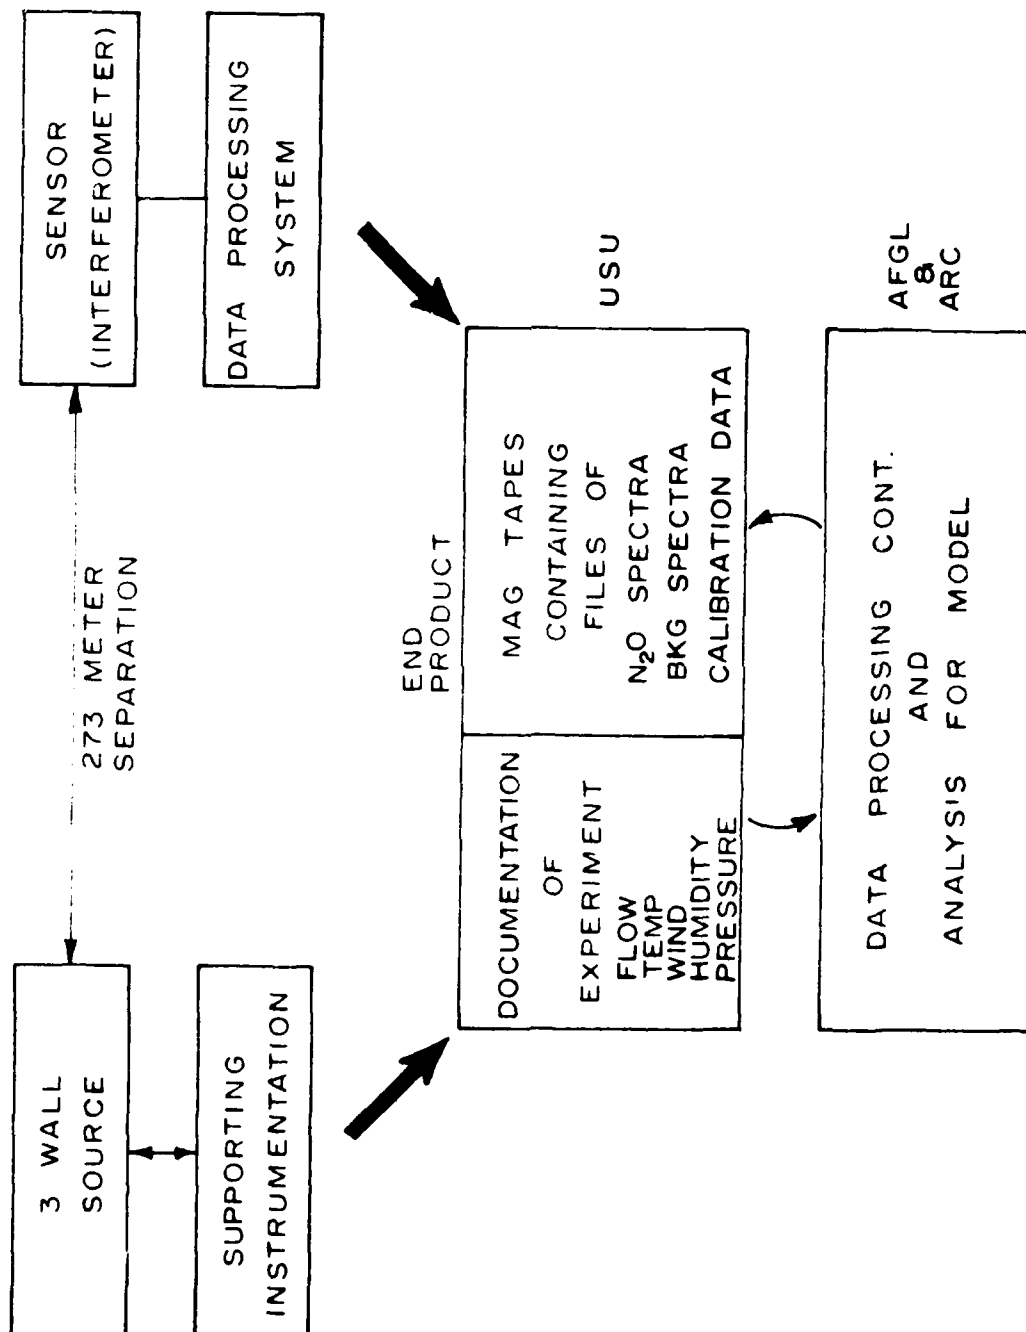 3 WALL
SOURCE
SUPPORTING
INSTRUMENTATION
273 METER
SEPARATION
SENSOR
(INTERFEROMETER)
DATA PROCESSING
SYSTEM
END
PRODUCT
DOCUMENTATION
OF
EXPERIMENT
FLOW
TEMP
WIND
HUMIDITY
PRESSURE
MAG TAPES
CONTAINING
FILES OF
N₂O SPECTRA
BKG SPECTRA
CALIBRATION DATA
USU
DATA PROCESSING CONT.
AND
ANALYSIS FOR MODEL
AFGL
&
ARC